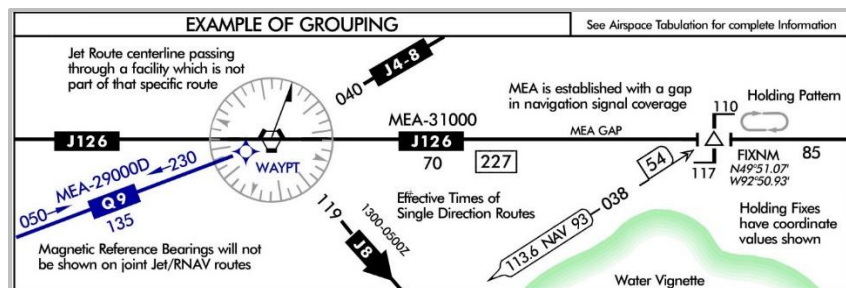 EXAMPLE OF GROUPING
See Airspace Tabulation for complete Information
Jet Route centerline passing
through a facility which is not
part of that specific route
040
J4-8
MEA is established with a gap
in navigation signal coverage
110
Holding Pattern
J126
MEA-31000
J126
MEA GAP
70
227
WAYPT
54
117
FIXNM
N49°51.07'
W92°50.93'
85
050
MEA-29000D
230
Q9
135
Effective Times of
Single Direction Routes
119
1300-0500Z
J8
038
113.6 NAV 93
Holding Fixes
have coordinate
values shown
Magnetic Reference Bearings will not
be shown on joint Jet/RNAV routes
Water Vignette